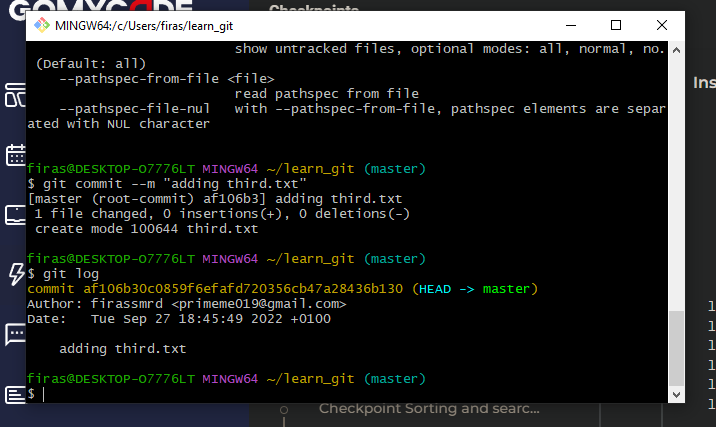 GOMYCODE
Checkpoints
MINGW64:/c/Users/firas/learn_git
show untracked files, optional modes: all, normal, no.
(Default: all)
--pathspec-from-file <file>
read pathspec from file
--pathspec-file-nul   with --pathspec-from-file, pathspec elements are separ
ated with NUL character
Ins
firas@DESKTOP-O7776LT MINGW64 ~/learn_git (master)
$ git commit --m "adding third.txt"
[master (root-commit) af106b3] adding third.txt
1 file changed, 0 insertions(+), 0 deletions(-)
create mode 100644 third.txt
firas@DESKTOP-O7776LT MINGW64 ~/learn_git (master)
$ git log
commit af106b30c0859f6efafd720356cb47a28436b130 (HEAD -> master)
Author: firassmrd <primeme019@gmail.com>
Date:   Tue Sep 27 18:45:49 2022 +0100
adding third.txt
firas@DESKTOP-O7776LT MINGW64 ~/learn_git (master)
$
Checkpoint Sorting and searc...